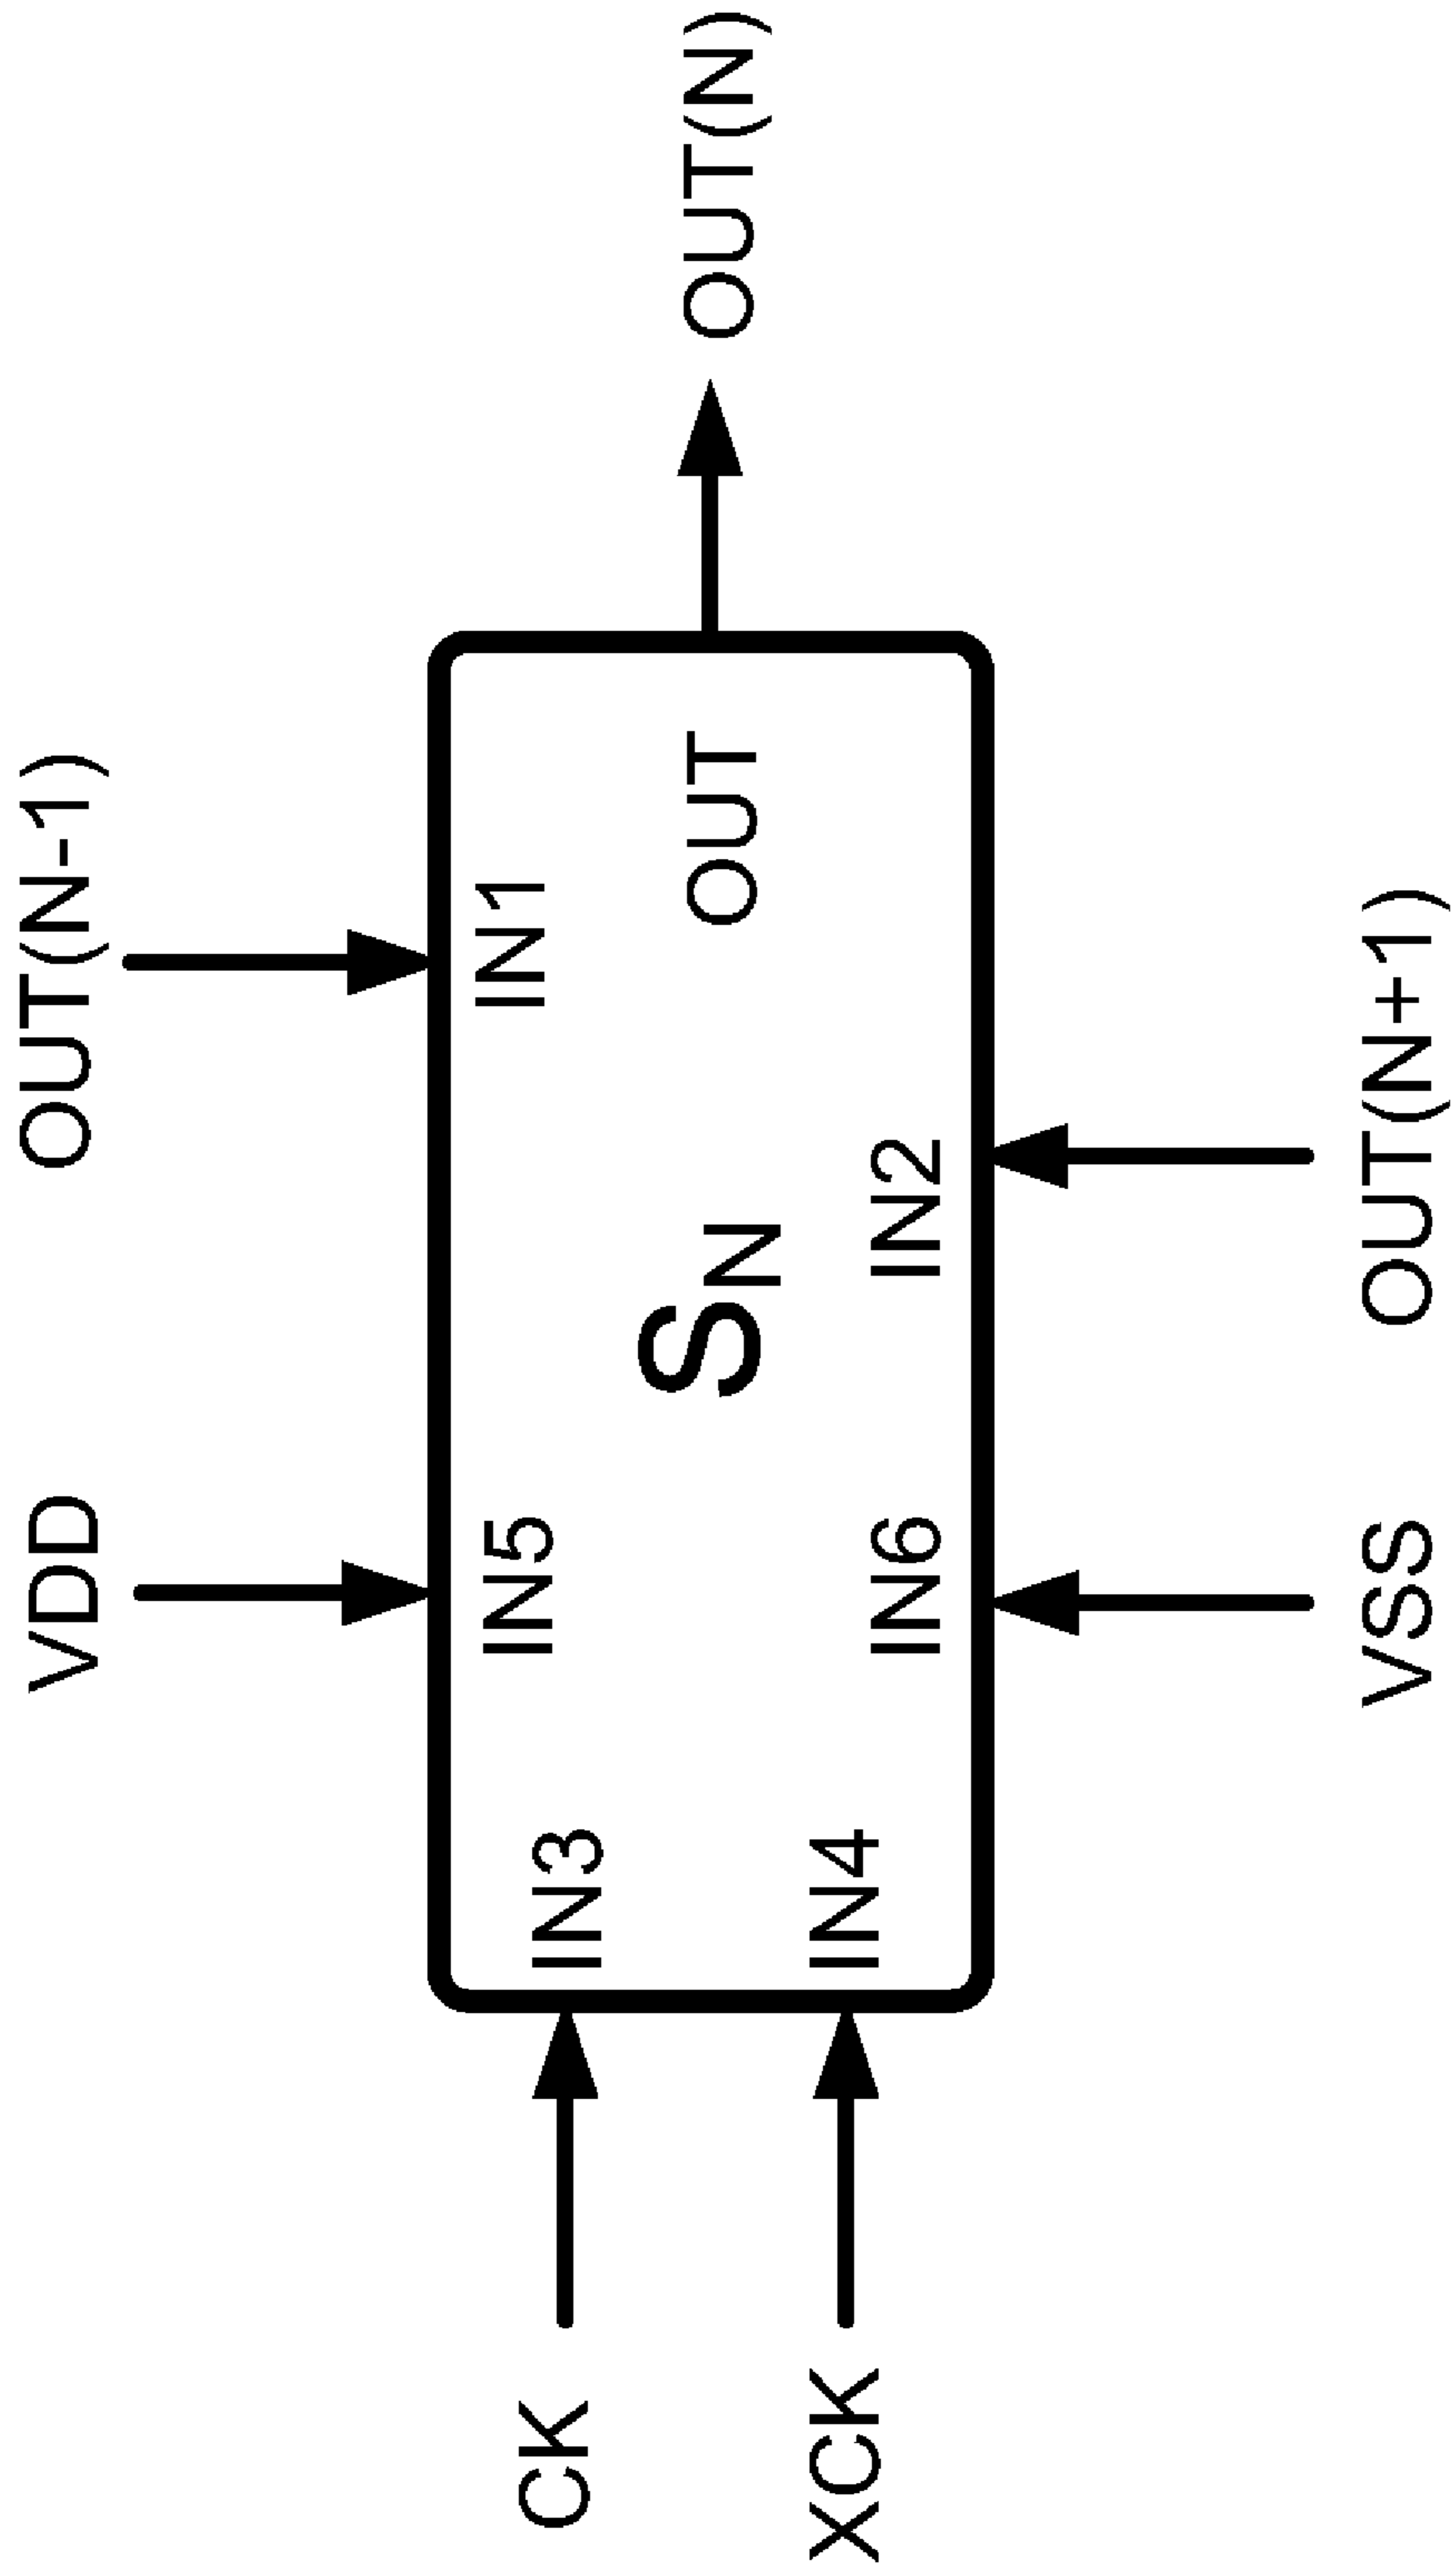 VDD
OUT(N-1)
CK
IN3
IN5
IN1
SN
OUT
OUT(N)
XCK
IN4
IN6
IN2
VSS
OUT(N+1)